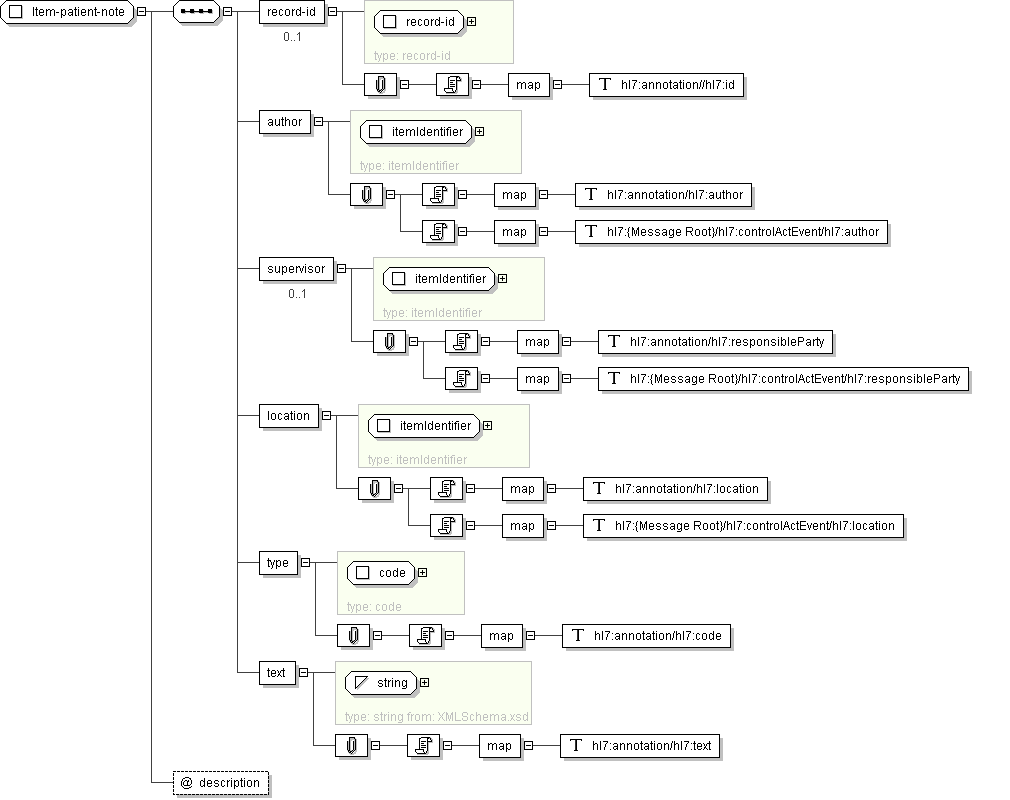 Item-patient-note
record-id
0..1
record-id
type: record-id
map
T hl7:annotation//hl7:id
author
itemIdentifier
type: itemIdentifier
map
T hl7:annotation/hl7:author
map
T hl7:{Message Root}/hl7:controlActEvent/hl7:author
supervisor
0..1
itemIdentifier
type: itemIdentifier
map
T hl7:annotation/hl7:responsibleParty
map
T hl7:{Message Root}/hl7:controlActEvent/hl7:responsibleParty
location
itemIdentifier
type: itemIdentifier
map
T hl7:annotation/hl7:location
map
T hl7:{Message Root}/hl7:controlActEvent/hl7:location
type
code
type: code
map
T hl7:annotation/hl7:code
text
string
type: string from: XMLSchema.xsd
map
T hl7:annotation/hl7:text
@ description